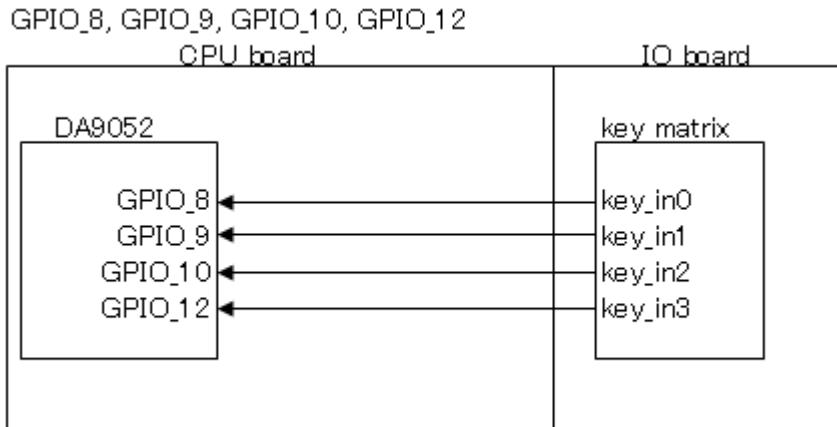 GPIO_8, GPIO_9, GPIO_10, GPIO_12
CPU board
IO board
DA9052
key matrix
GPIO_8
key_in0
GPIO_9
key_in1
GPIO_10
key_in2
GPIO_12
key_in3